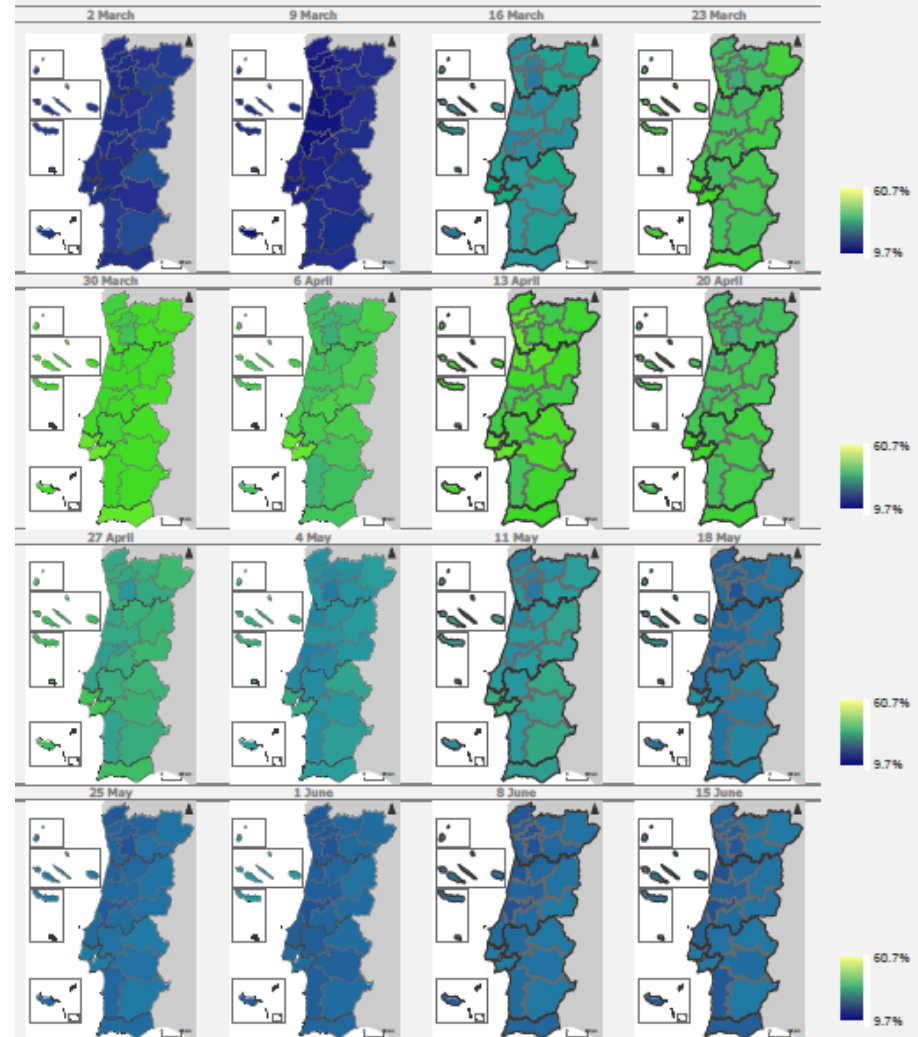 2 March 9 March 16 March 23 March
60.7%
9.7%
30 March 6 April 13 April 20 April
60.7%
9.7%
27 April 4 May 11 May 18 May
60.7%
9.7%
25 May 1 June 8 June 15 June
60.7%
9.7%